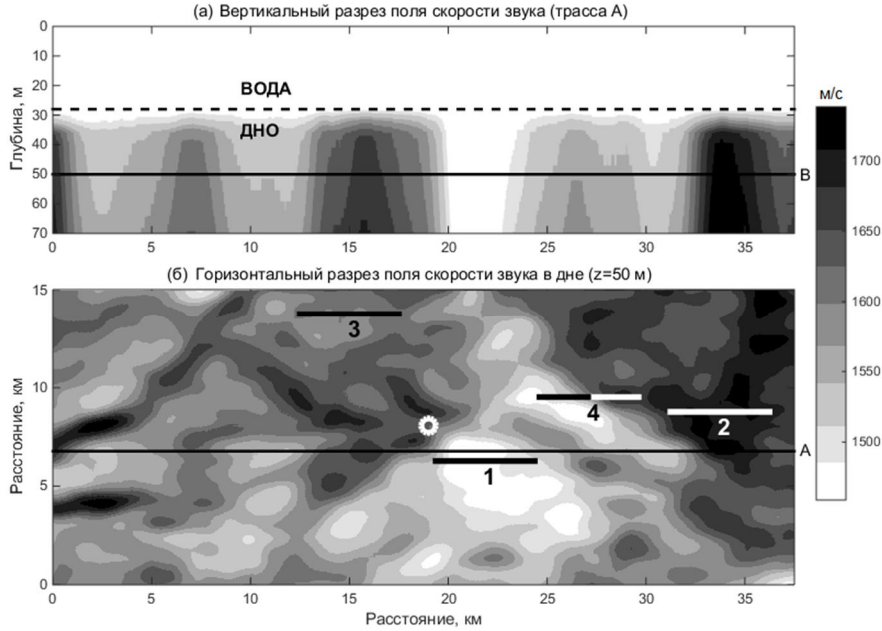 (а) Вертикальный разрез поля скорости звука (трасса А)
0
10
20
30
40
50
60
70
Глубина, м
ВОДА
ДНО
В
0 5 10 15 20 25 30 35
м/с
1700
1650
1600
1550
1500
(б) Горизонтальный разрез поля скорости звука в дне (z=50 м)
15
10
5
0
Расстояние, км
3
4
2
1
А
0 5 10 15 20 25 30 35
Расстояние, км